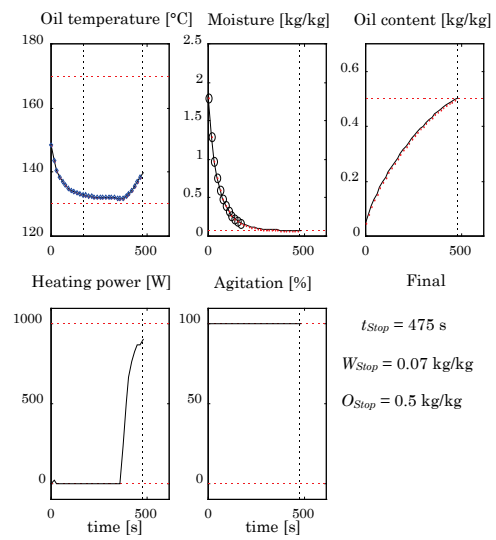 Oil temperature [°C]
Moisture [kg/kg]
Oil content [kg/kg]
180
160
140
120
0
500
2.5
2
1.5
1
0.5
0
0
500
0.6
0.4
0.2
0
0
500
Heating power [W]
Agitation [%]
Final
1000
500
0
0
500
time [s]
100
50
0
0
500
time [s]
tStop = 475 s
WStop = 0.07 kg/kg
OStop = 0.5 kg/kg